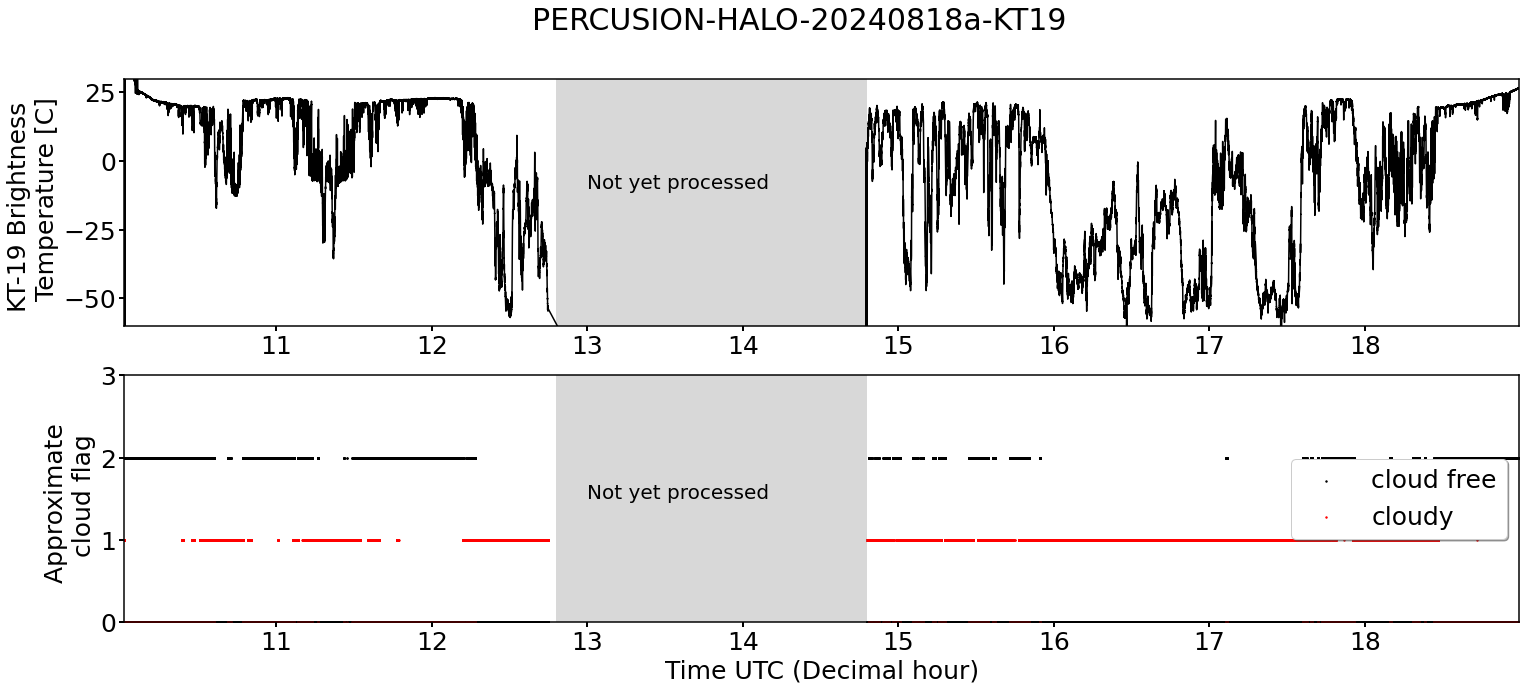 PERCUSION-HALO-20240818a-KT19
KT-19 Brightness
Temperature [C]
25
0
−25
−50
Not yet processed
11 12 13 14 15 16 17 18
Approximate
cloud flag
3
2
1
0
Not yet processed
cloud free
cloudy
11 12 13 14 15 16 17 18
Time UTC (Decimal hour)